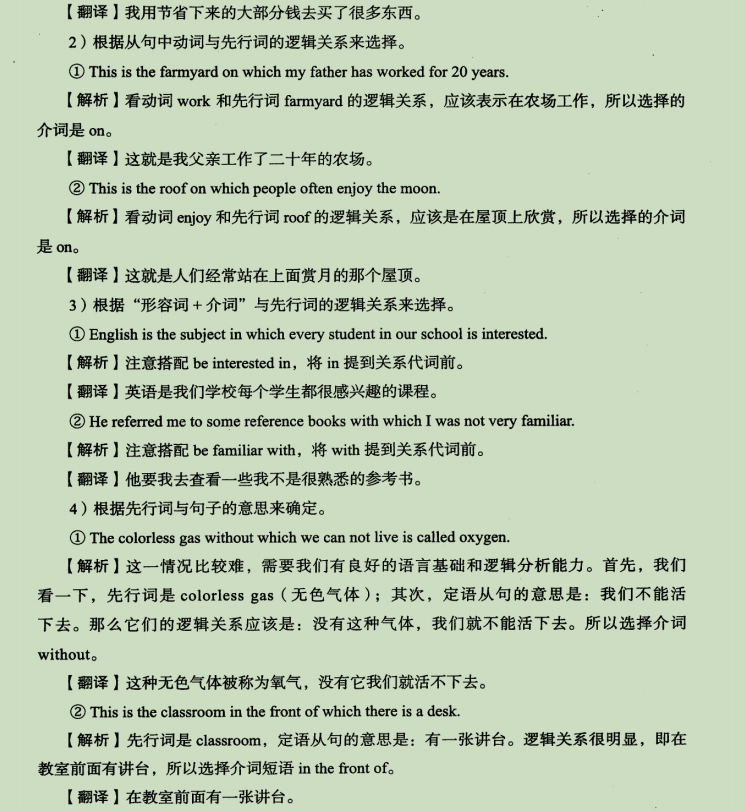 【翻译】我用节省下来的大部分钱去买了很多东西。
2）根据从句中动词与先行词的逻辑关系来选择。
① This is the farmyard on which my father has worked for 20 years.
【解析】看动词 work 和先行词 farmyard 的逻辑关系，应该表示在农场工作，所以选择的
介词是 on。
【翻译】这就是我父亲工作了二十年的农场。
② This is the roof on which people often enjoy the moon.
【解析】看动词 enjoy 和先行词 roof 的逻辑关系，应该是在屋顶上欣赏，所以选择的介词
是 on。
【翻译】这就是人们经常站在上面赏月的那个屋顶。
3）根据“形容词 + 介词”与先行词的逻辑关系来选择。
① English is the subject in which every student in our school is interested.
【解析】注意搭配 be interested in，将 in 提到关系代词前。
【翻译】英语是我们学校每个学生都很感兴趣的课程。
② He referred me to some reference books with which I was not very familiar.
【解析】注意搭配 be familiar with，将 with 提到关系代词前。
【翻译】他要我去查看一些我不是很熟悉的参考书。
4）根据先行词与句子的意思来确定。
① The colorless gas without which we can not live is called oxygen.
【解析】这一情况比较难，需要我们有良好的语言基础和逻辑分析能力。首先，我们
看一下，先行词是 colorless gas（无色气体）；其次，定语从句的意思是：我们不能活
下去。那么它们的逻辑关系应该是：没有这种气体，我们就不能活下去。所以选择介词
without。
【翻译】这种无色气体被称为氧气，没有它我们就活不下去。
② This is the classroom in the front of which there is a desk.
【解析】先行词是 classroom，定语从句的意思是：有一张讲台。逻辑关系很明显，即在
教室前面有讲台，所以选择介词短语 in the front of。
【翻译】在教室前面有一张讲台。